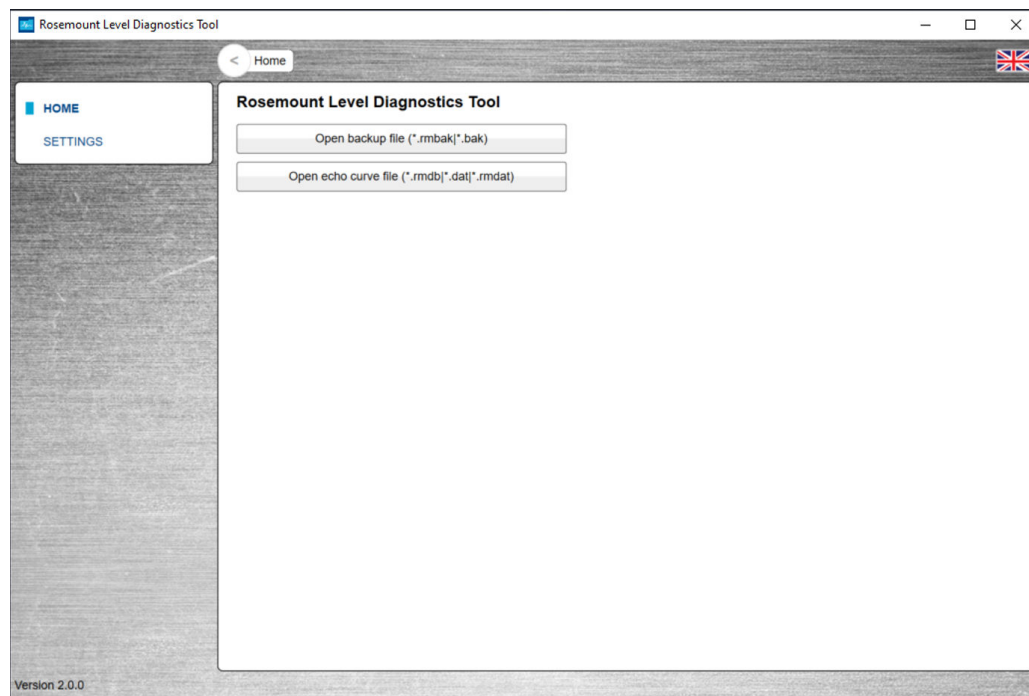 Rosemount Level Diagnostics Tool
< Home
HOME
SETTINGS
Rosemount Level Diagnostics Tool
Open backup file (*.rmbak|*.bak)
Open echo curve file (*.rmdb|*.dat|*.rmdat)
Version 2.0.0